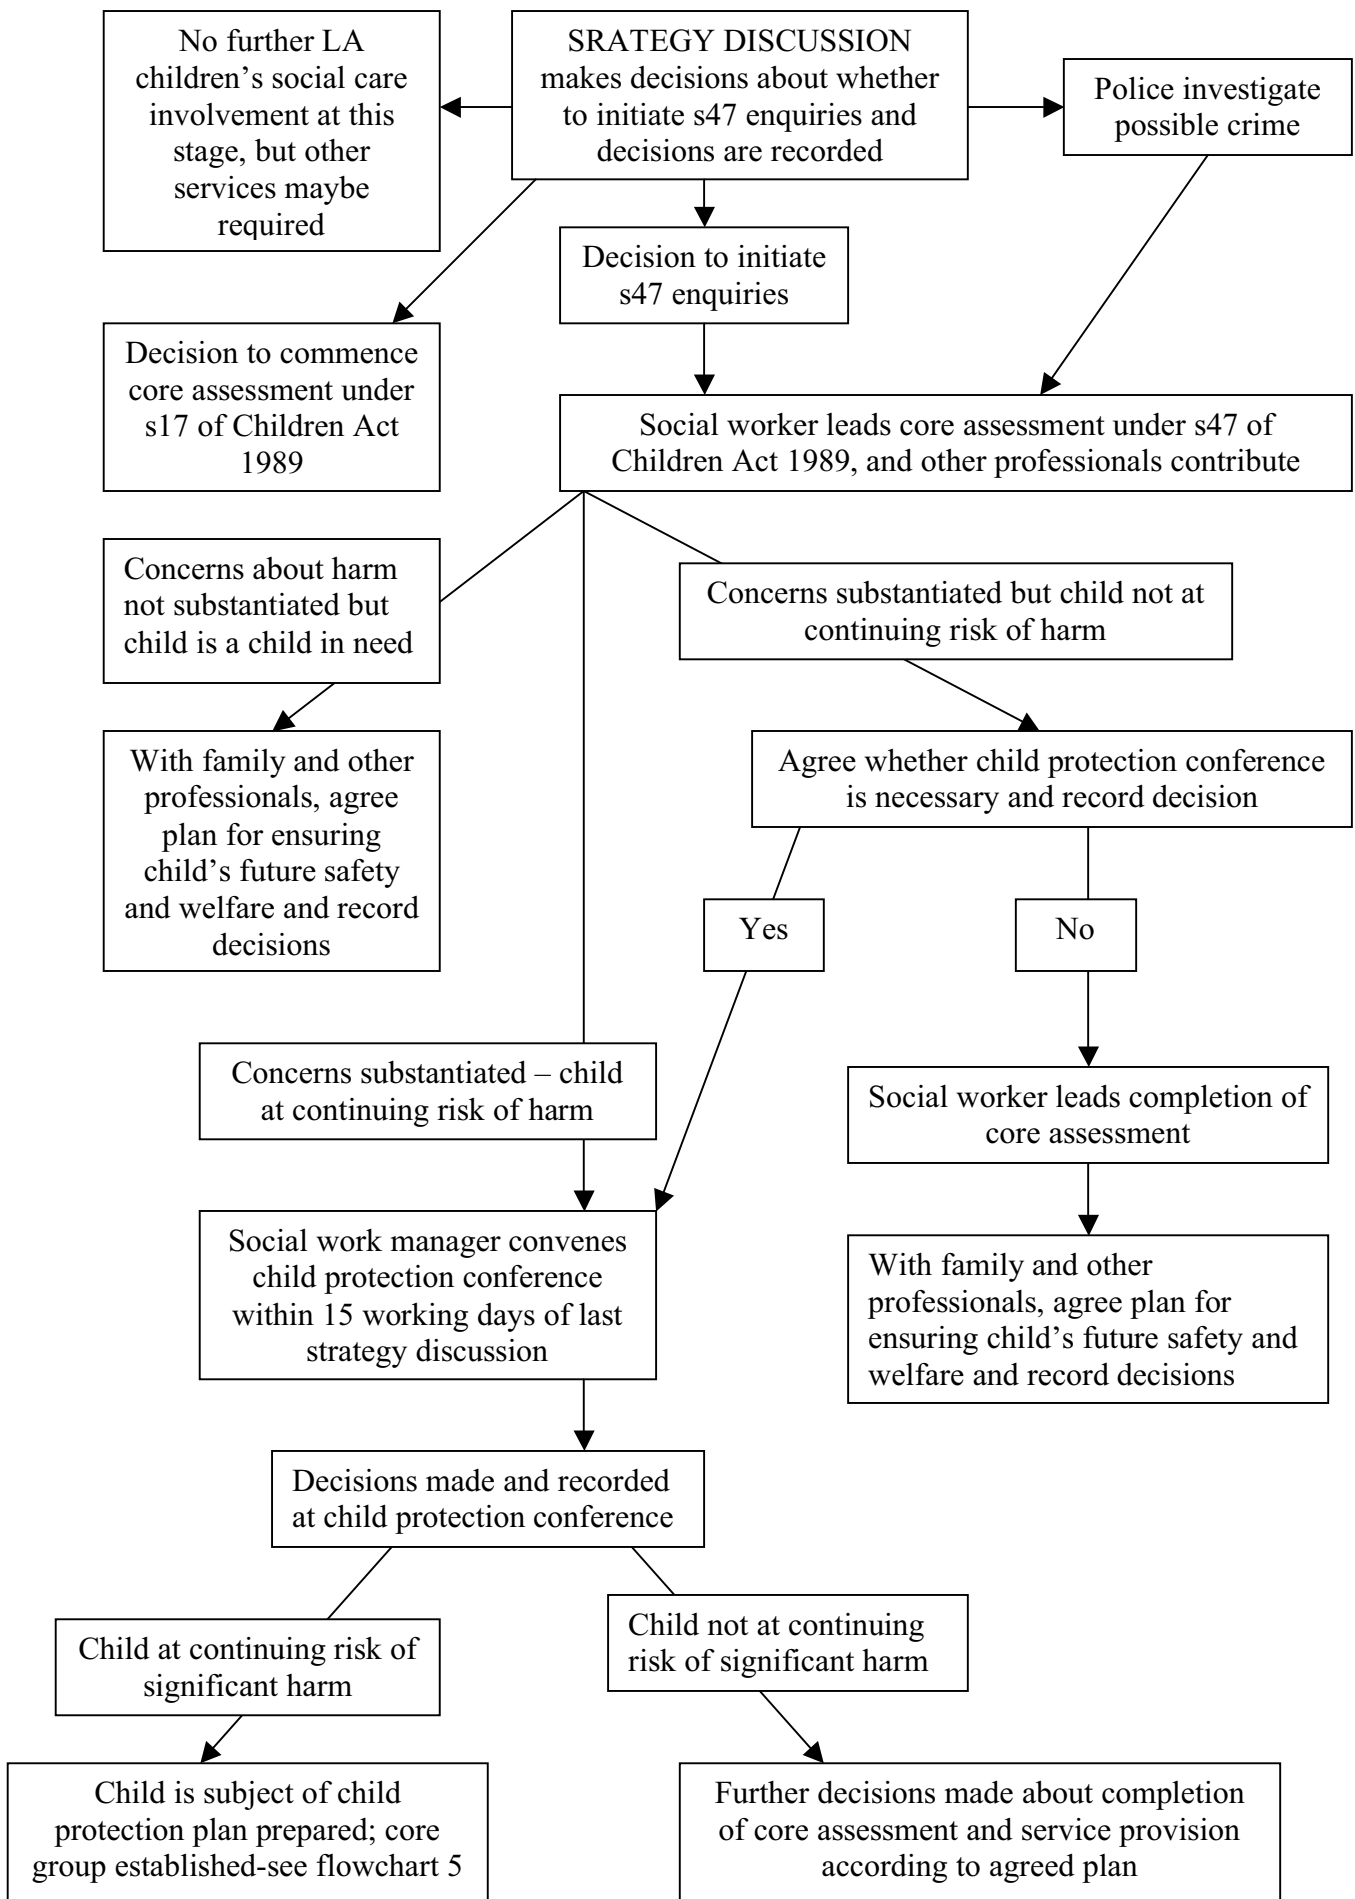 No further LA
children’s social care
involvement at this
stage, but other
services maybe
required
SRATEGY DISCUSSION
makes decisions about whether
to initiate s47 enquiries and
decisions are recorded
Police investigate
possible crime
Decision to initiate
s47 enquiries
Decision to commence
core assessment under
s17 of Children Act
1989
Social worker leads core assessment under s47 of
Children Act 1989, and other professionals contribute
Concerns about harm
not substantiated but
child is a child in need
Concerns substantiated but child not at
continuing risk of harm
With family and other
professionals, agree
plan for ensuring
child’s future safety
and welfare and record
decisions
Agree whether child protection conference
is necessary and record decision
Yes
No
Concerns substantiated – child
at continuing risk of harm
Social worker leads completion of
core assessment
Social work manager convenes
child protection conference
within 15 working days of last
strategy discussion
With family and other
professionals, agree plan for
ensuring child’s future safety and
welfare and record decisions
Decisions made and recorded
at child protection conference
Child at continuing risk of
significant harm
Child not at continuing
risk of significant harm
Child is subject of child
protection plan prepared; core
group established-see flowchart 5
Further decisions made about completion
of core assessment and service provision
according to agreed plan